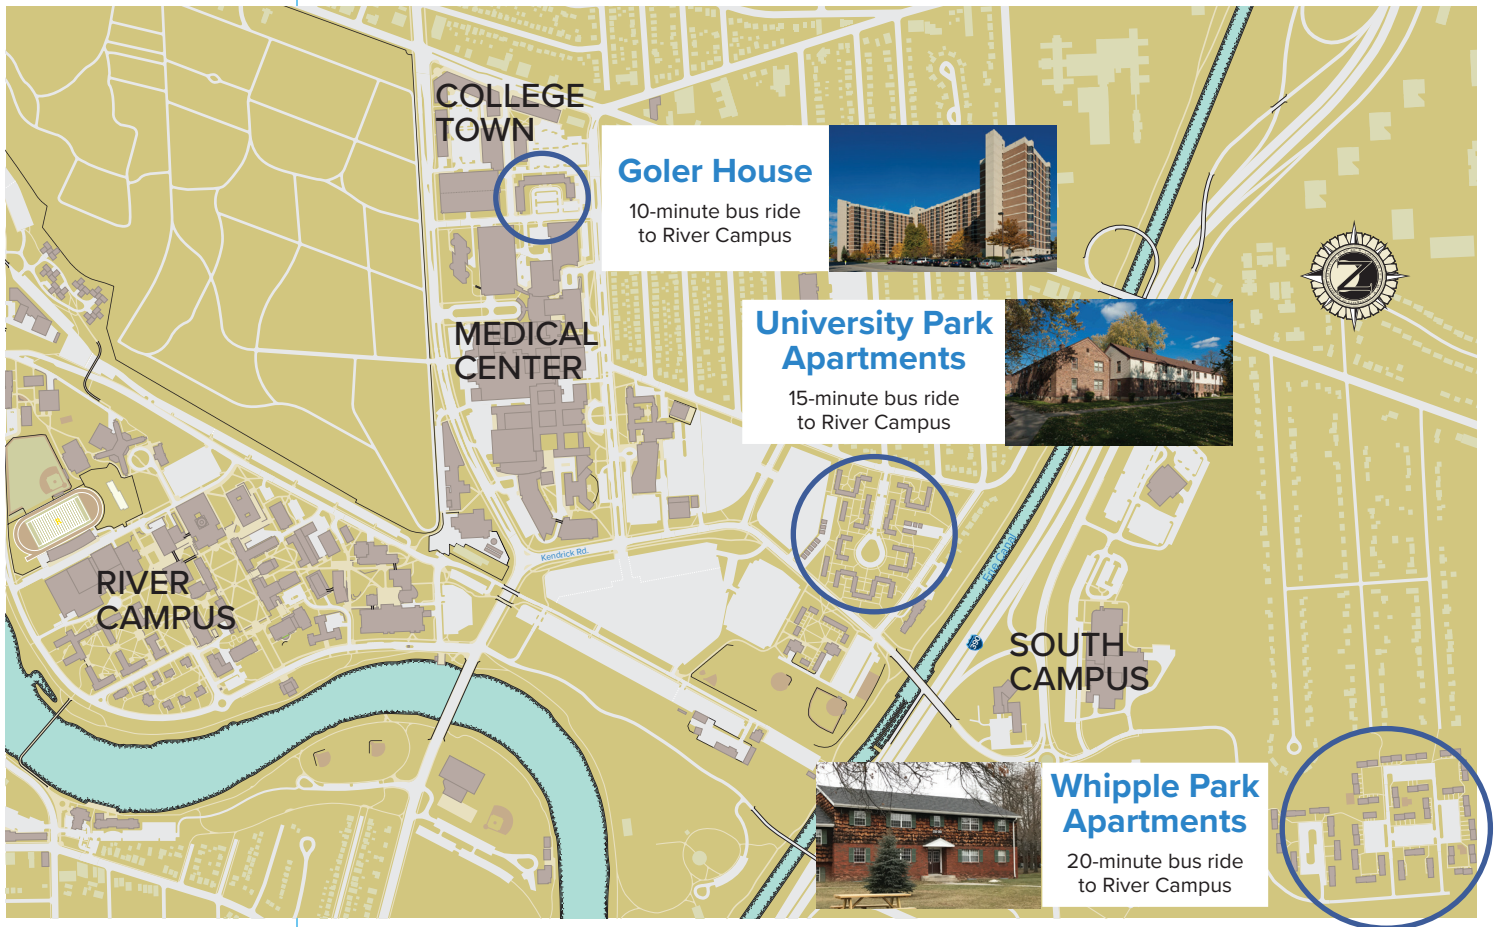 COLLEGE
TOWN
Goler House
10-minute bus ride
to River Campus
University Park
Apartments
15-minute bus ride
to River Campus
MEDICAL
CENTER
Kendrick Rd.
RIVER
CAMPUS
SOUTH
CAMPUS
390
Whipple Park
Apartments
20-minute bus ride
to River Campus